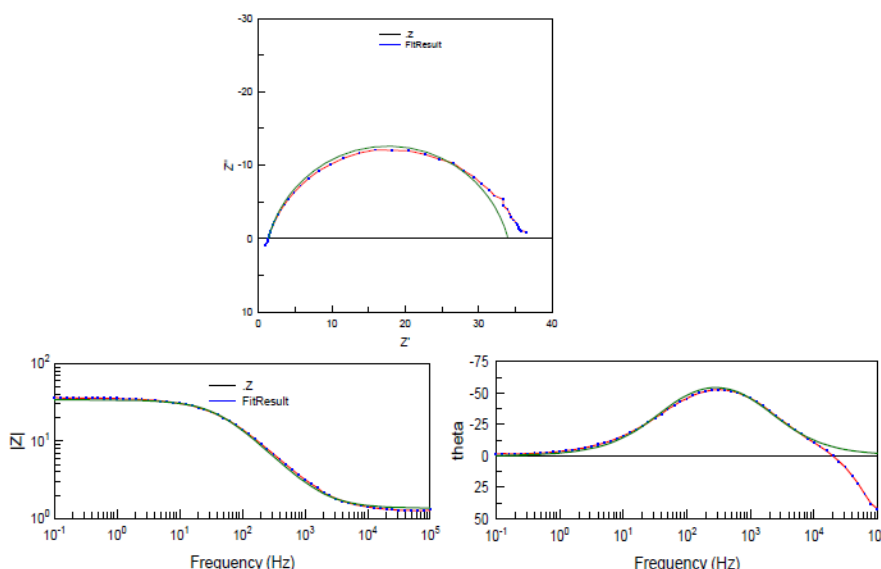 -30
.Z
FitResult
-20
Z''
-10
0
10
0 10 20 30 40
Z'
10²
.Z
FitResult
|Z|
10¹
10⁰
10⁻¹ 10⁰ 10¹ 10² 10³ 10⁴ 10⁵
Frequency (Hz)
-75
-50
-25
theta
0
25
50
10⁻¹ 10⁰ 10¹ 10² 10³ 10⁴ 10
Frequency (Hz)